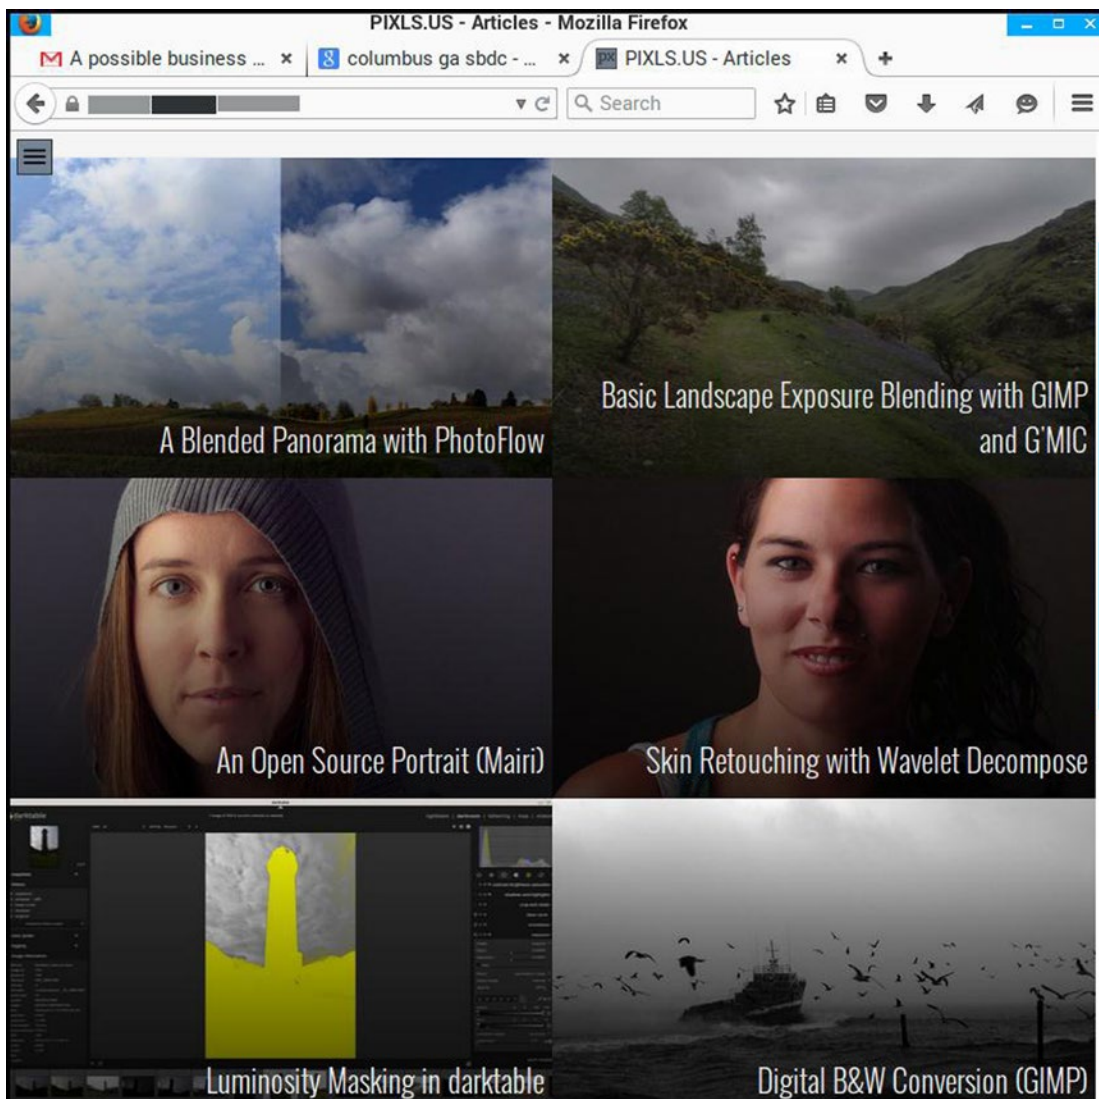 PIXLS.US - Articles - Mozilla Firefox
A possible business ...
columbus ga sbdc - ...
px PIXLS.US - Articles
Search
A Blended Panorama with PhotoFlow
Basic Landscape Exposure Blending with GIMP
and G'MIC
An Open Source Portrait (Mairi)
Skin Retouching with Wavelet Decompose
darktable
Luminosity Masking in darktable
Digital B&W Conversion (GIMP)